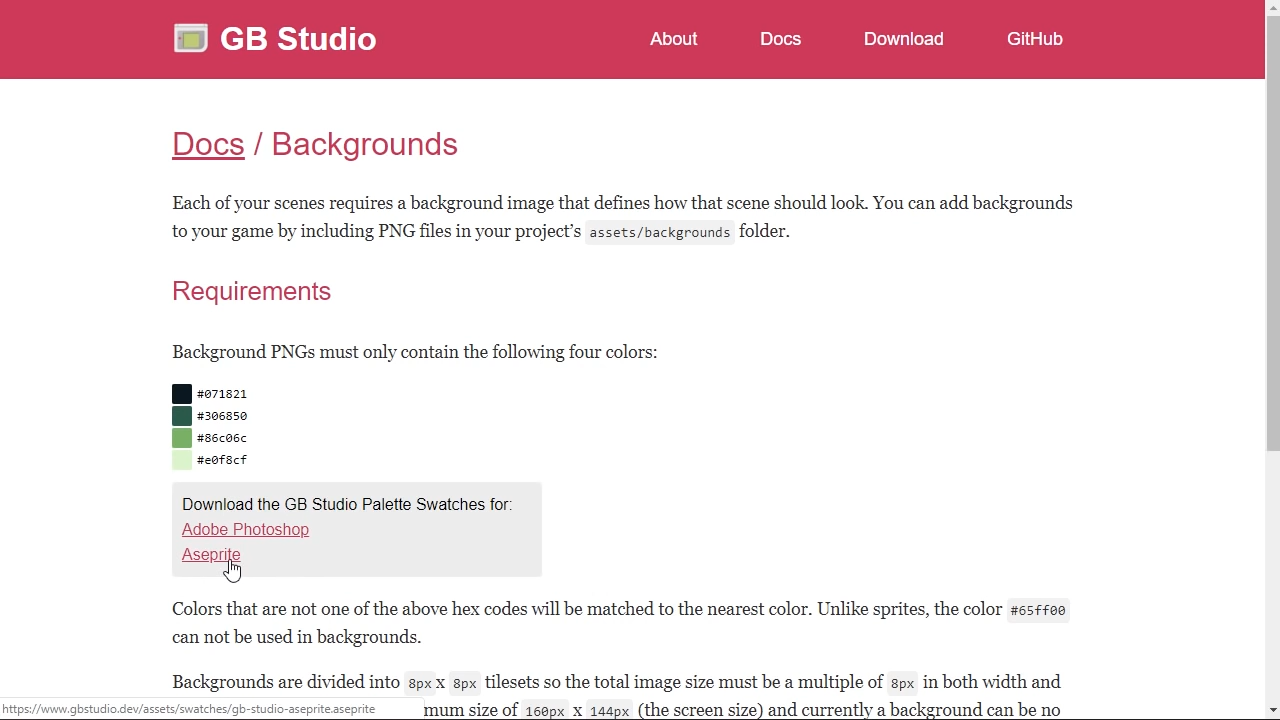 GB Studio
About
Docs
Download
GitHub
Docs / Backgrounds
Each of your scenes requires a background image that defines how that scene should look. You can add backgrounds
to your game by including PNG files in your project’s assets/backgrounds folder.
Requirements
Background PNGs must only contain the following four colors:
#071821
#306850
#86c06c
#e0f8cf
Download the GB Studio Palette Swatches for:
Adobe Photoshop
Aseprite
Colors that are not one of the above hex codes will be matched to the nearest color. Unlike sprites, the color #65ff00
can not be used in backgrounds.
Backgrounds are divided into 8px x 8px tilesets so the total image size must be a multiple of 8px in both width and
mum size of 160px x 144px (the screen size) and currently a background can be no
https://www.gbstudio.dev/assets/swatches/gb-studio-aseprite.aseprite